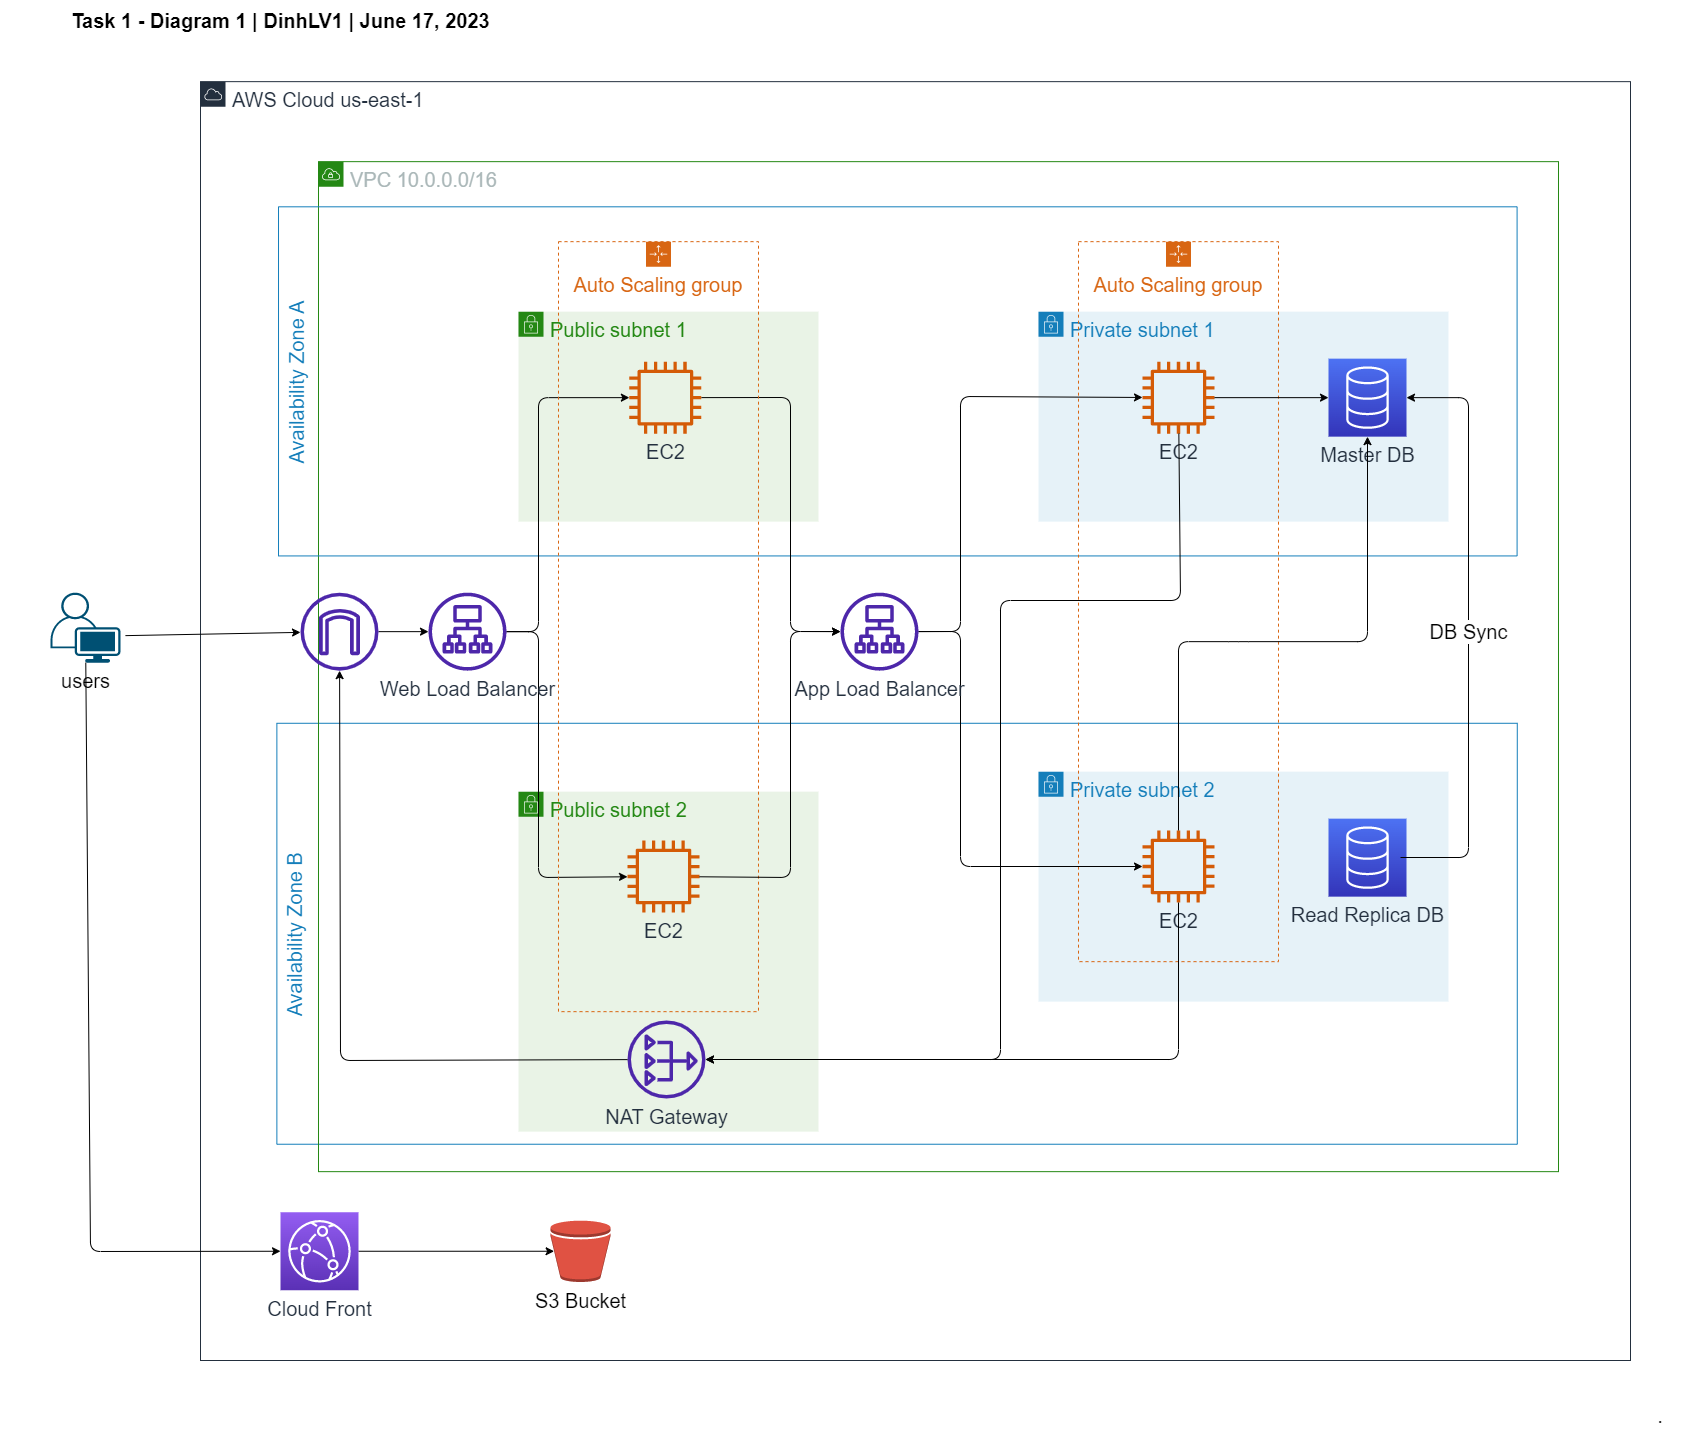 Task 1 - Diagram 1 | DinhLV1 | June 17, 2023
AWS Cloud us-east-1
VPC 10.0.0.0/16
Availability Zone A
Auto Scaling group
Auto Scaling group
Public subnet 1
Private subnet 1
EC2
EC2
Master DB
users
Web Load Balancer
App Load Balancer
DB Sync
Availability Zone B
Public subnet 2
Private subnet 2
EC2
EC2
Read Replica DB
NAT Gateway
Cloud Front
S3 Bucket
.